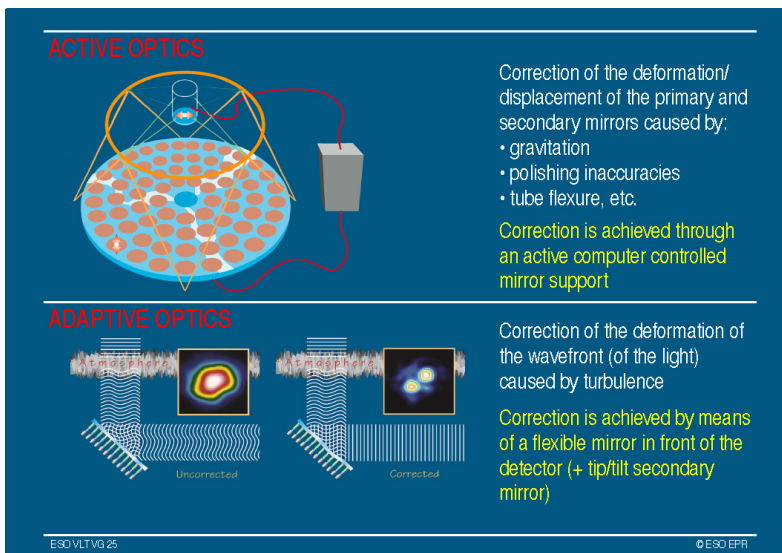 ACTIVE OPTICS
Correction of the deformation/
displacement of the primary and
secondary mirrors caused by:
• gravitation
• polishing inaccuracies
• tube flexure, etc.
Correction is achieved through
an active computer controlled
mirror support
ADAPTIVE OPTICS
Atmosphere
Uncorrected
Atmosphere
Corrected
Correction of the deformation of
the wavefront (of the light)
caused by turbulence
Correction is achieved by means
of a flexible mirror in front of the
detector (+ tip/tilt secondary
mirror)
ESO VLT VG 25
© ESO EPR